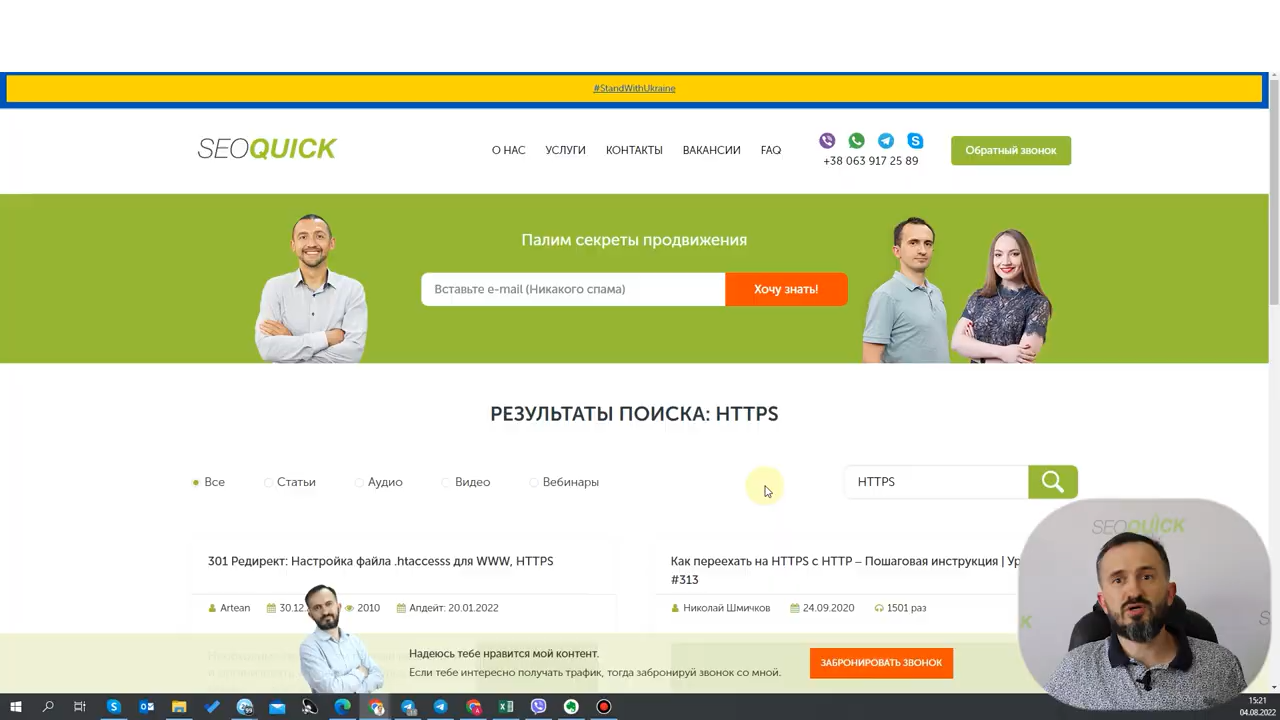 #StandWithUkraine
SEOQUICK
О НАС УСЛУГИ КОНТАКТЫ ВАКАНСИИ FAQ
+38 063 917 25 89
Обратный звонок
Палим секреты продвижения
Вставьте e-mail (Никакого спама)
Хочу знать!
РЕЗУЛЬТАТЫ ПОИСКА: HTTPS
Все Статьи Аудио Видео Вебинары
HTTPS
301 Редирект: Настройка файла .htaccesss для WWW, HTTPS
Artean 30.12. 2010 Апдейт: 20.01.2022
Как переехать на HTTPS с HTTP – Пошаговая инструкция |
#313
Николай Шмичков 24.09.2020 1501 раз
SEOQUICK
Надеюсь тебе нравится мой контент.
Если тебе интересно получать трафик, тогда забронируй звонок со мной.
ЗАБРОНИРОВАТЬ ЗВОНОК
15:21
04.08.2022